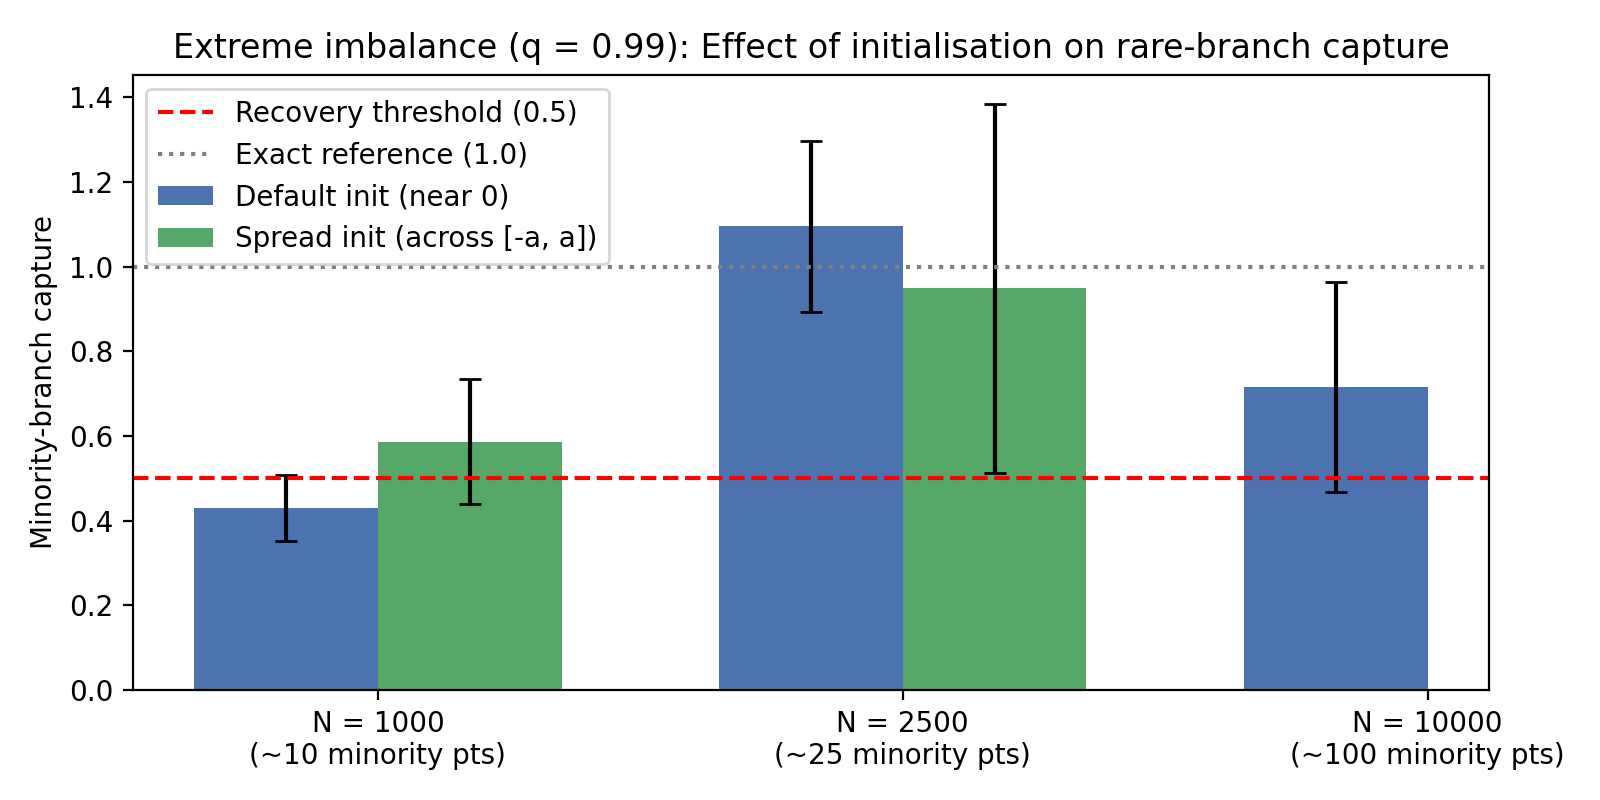 Extreme imbalance (q = 0.99): Effect of initialisation on rare-branch capture
Minority-branch capture
1.4
1.2
1.0
0.8
0.6
0.4
0.2
0.0
Recovery threshold (0.5)
Exact reference (1.0)
Default init (near 0)
Spread init (across [-a, a])
N = 1000
(~10 minority pts)
N = 2500
(~25 minority pts)
N = 10000
(~100 minority pts)